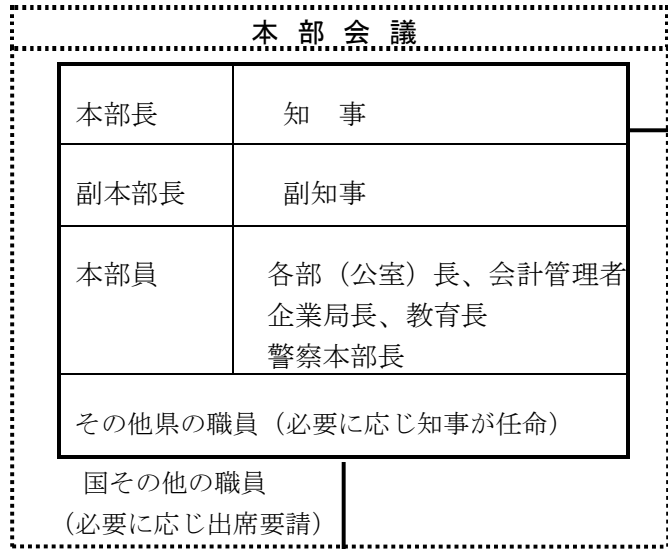 本部会議
本部長 知事
副本部長 副知事
本部員 各部（公室）長、会計管理者
企業局長、教育長
警察本部長
その他県の職員（必要に応じ知事が任命）
国その他の職員
（必要に応じ出席要請）